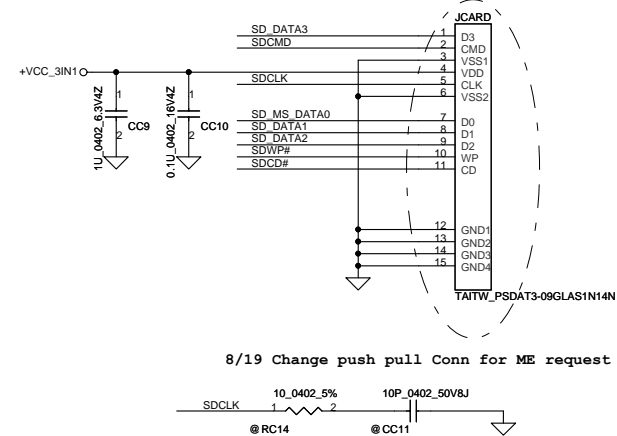 JCARD
SD_DATA3 1 D3
SDCMD 2 CMD
3 VSS1
+VCC_3IN1 4 VDD
SDCLK 5 CLK
6 VSS2
1 1
1U_0402_6.3V4Z CC9 0.1U_0402_16V4Z CC10
2 2
SD_MS_DATA0 7 D0
SD_DATA1 8 D1
SD_DATA2 9 D2
SDWP# 10 WP
SDCD# 11 CD
12 GND1
13 GND2
14 GND3
15 GND4
TAITW_PSDAT3-09GLAS1N14N
8/19 Change push pull Conn for ME request
10_0402_5% 10P_0402_50V8J
SDCLK 1 2
@ RC14 @ CC11